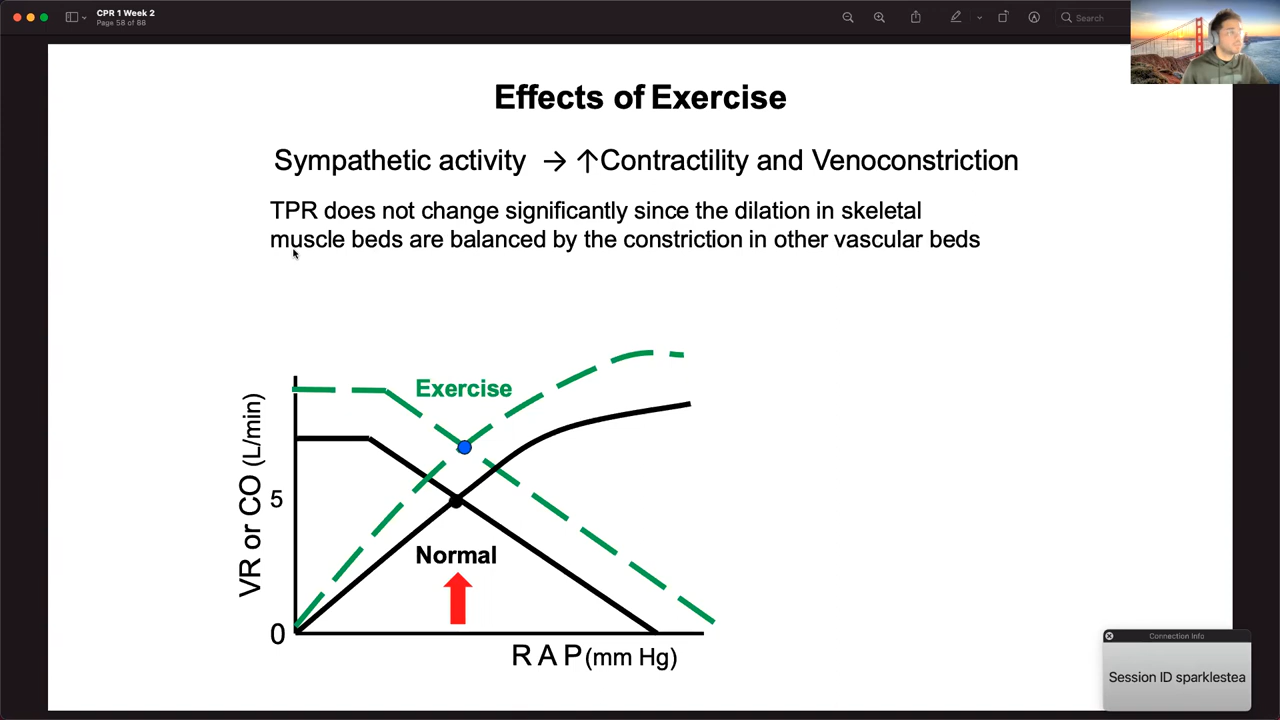 CPR 1 Week 2
Page 58 of 88
Search
Effects of Exercise
Sympathetic activity → ↑Contractility and Venoconstriction
TPR does not change significantly since the dilation in skeletal
muscle beds are balanced by the constriction in other vascular beds
Exercise
VR or CO (L/min)
5
Normal
0
R A P (mm Hg)
Connection Info
Session ID sparklestea